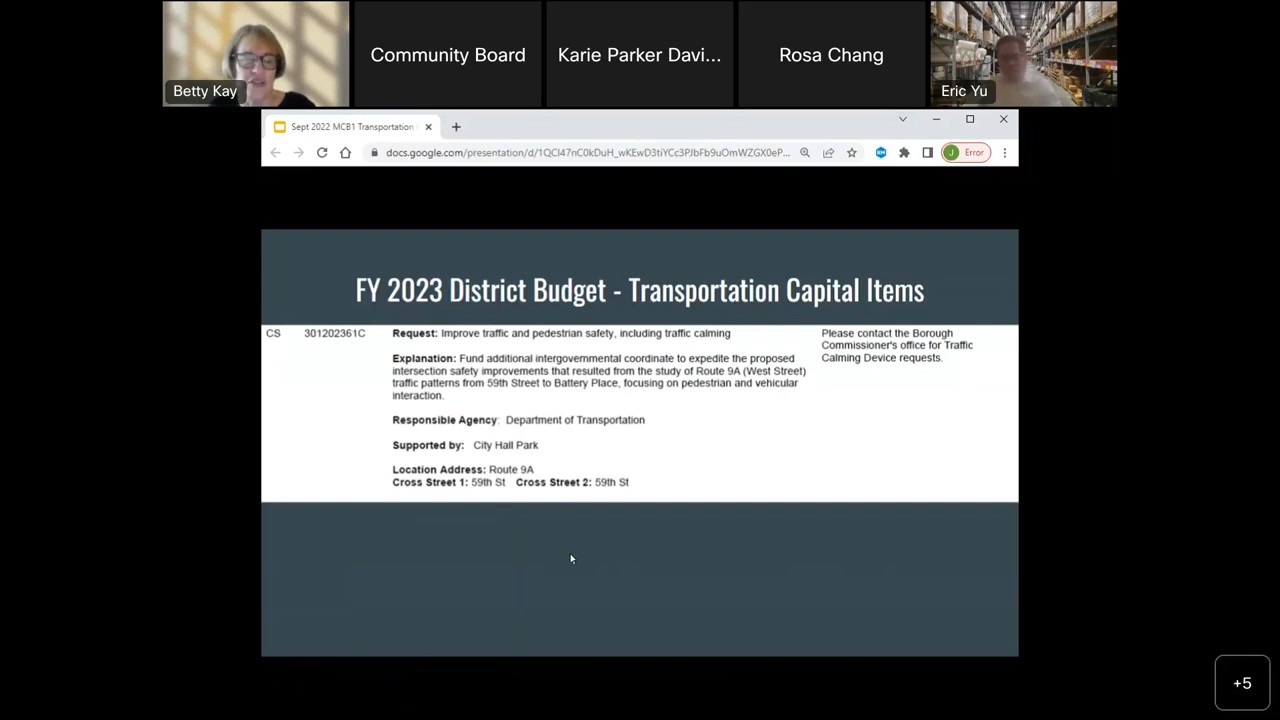 Betty Kay
Community Board
Karie Parker Davi...
Rosa Chang
Eric Yu
Sept 2022 MCB1 Transportation
docs.google.com/presentation/d/1QCI47nC0kDuH_wKEwD3tiYCc3PJbFb9uOmWZGX0eP...
J Error
FY 2023 District Budget - Transportation Capital Items
CS 301202361C Request: Improve traffic and pedestrian safety, including traffic calming
Please contact the Borough
Commissioner's office for Traffic
Calming Device requests.
Explanation: Fund additional intergovernmental coordinate to expedite the proposed
intersection safety improvements that resulted from the study of Route 9A (West Street)
traffic patterns from 59th Street to Battery Place, focusing on pedestrian and vehicular
interaction.
Responsible Agency: Department of Transportation
Supported by: City Hall Park
Location Address: Route 9A
Cross Street 1: 59th St Cross Street 2: 59th St
+5